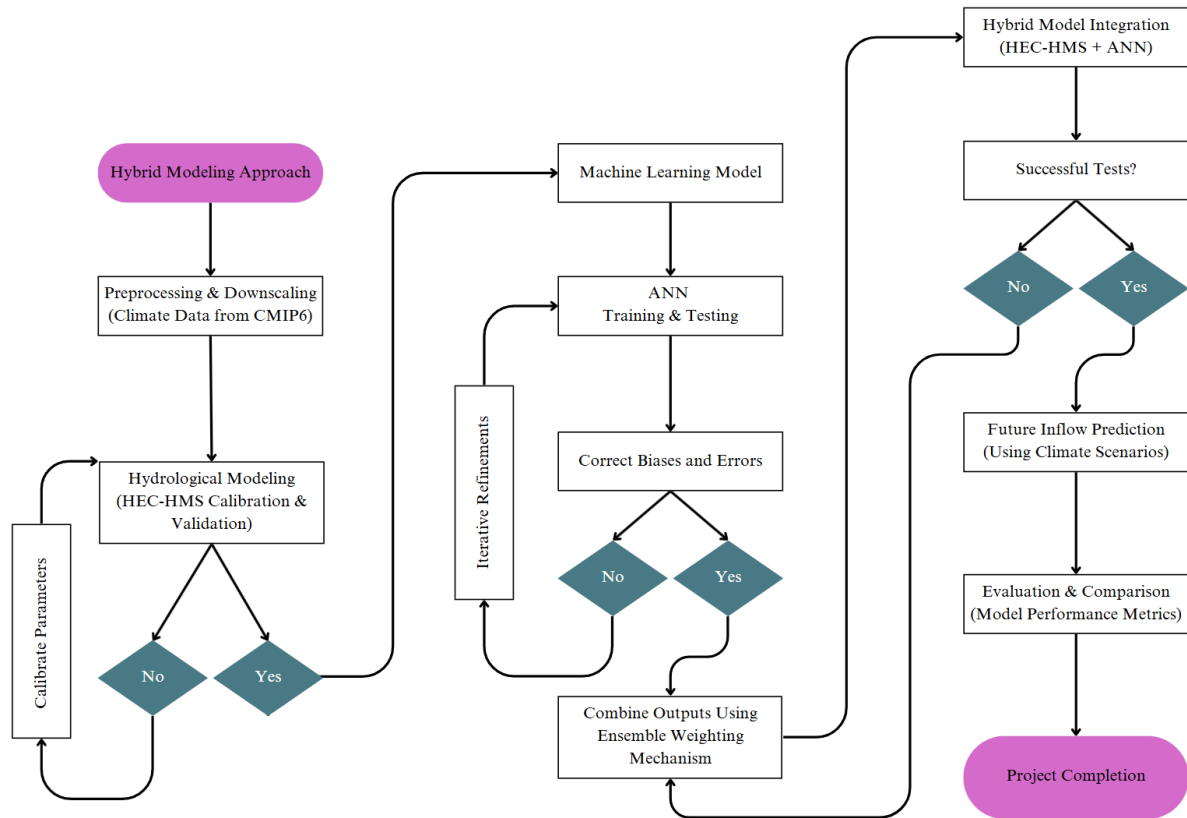 Hybrid Modeling Approach
Preprocessing & Downscaling
(Climate Data from CMIP6)
Hydrological Modeling
(HEC-HMS Calibration &
Validation)
Calibrate Parameters
No
Yes
Machine Learning Model
ANN
Training & Testing
Iterative Refinements
Correct Biases and Errors
No
Yes
Combine Outputs Using
Ensemble Weighting
Mechanism
Hybrid Model Integration
(HEC-HMS + ANN)
Successful Tests?
No
Yes
Future Inflow Prediction
(Using Climate Scenarios)
Evaluation & Comparison
(Model Performance Metrics)
Project Completion